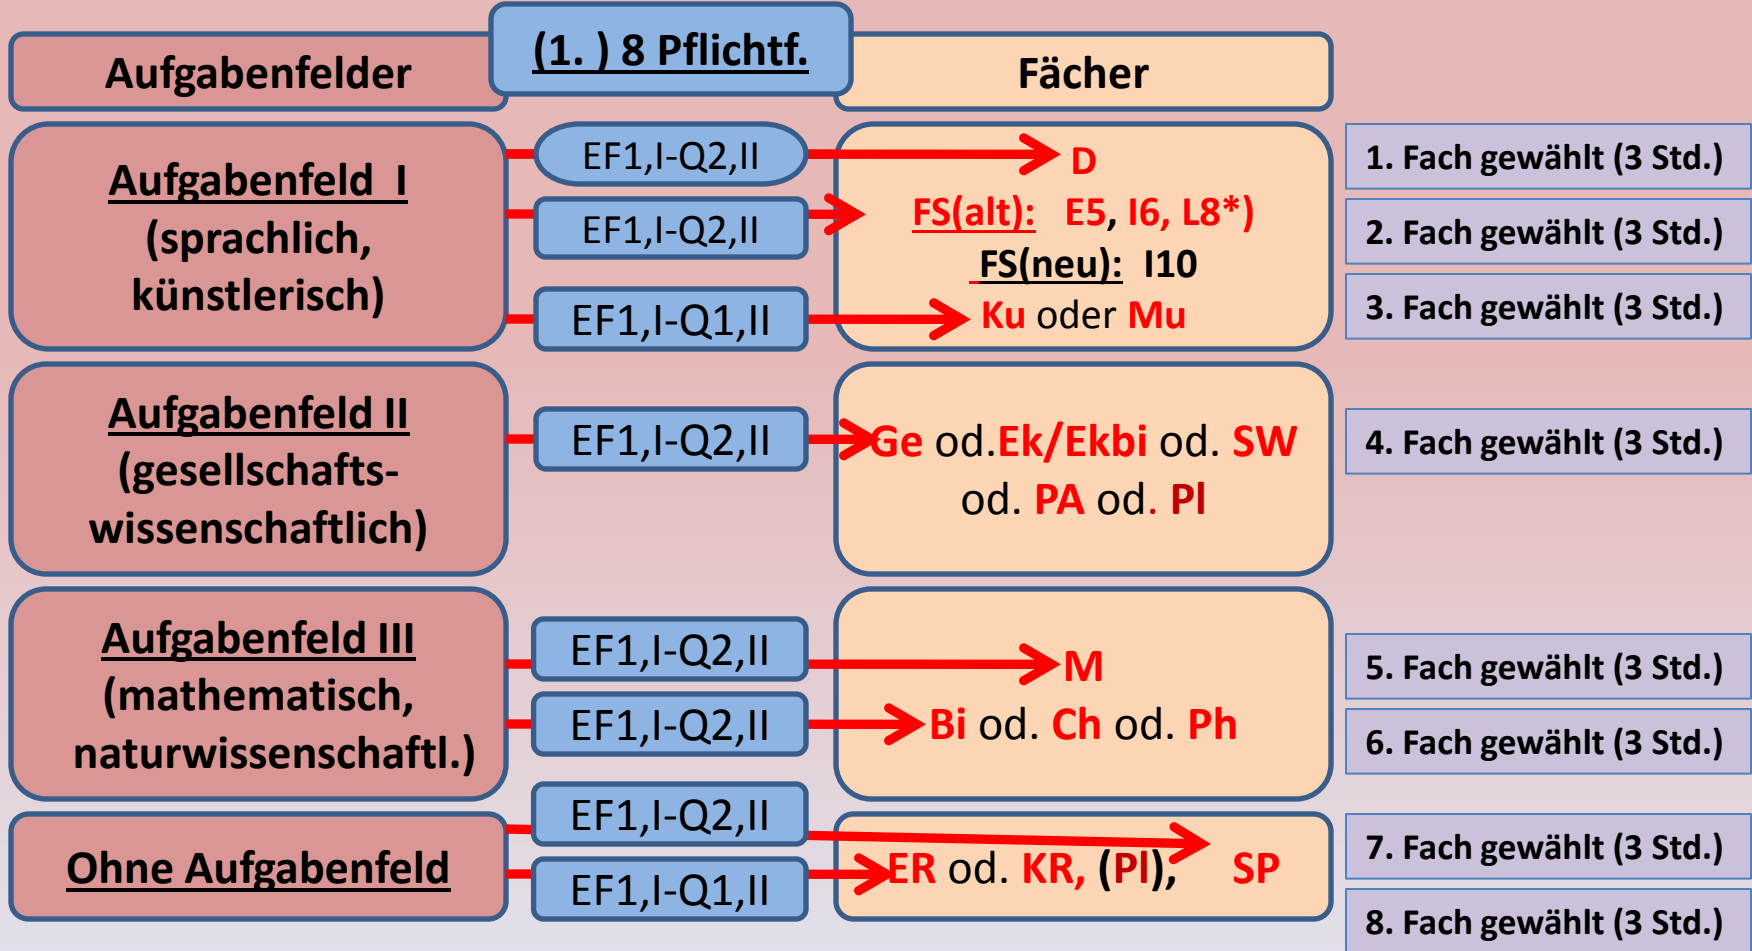 Aufgabenfelder
(1. ) 8 Pflichtf.
Fächer
Aufgabenfeld I
(sprachlich,
künstlerisch)
EF1,I-Q2,II
EF1,I-Q2,II
EF1,I-Q1,II
D
FS(alt): E5, I6, L8*)
FS(neu): I10
Ku oder Mu
1. Fach gewählt (3 Std.)
2. Fach gewählt (3 Std.)
3. Fach gewählt (3 Std.)
Aufgabenfeld II
(gesellschafts-
wissenschaftlich)
EF1,I-Q2,II
Ge od.Ek/Ekbi od. SW
od. PA od. Pl
4. Fach gewählt (3 Std.)
Aufgabenfeld III
(mathematisch,
naturwissenschaftl.)
EF1,I-Q2,II
EF1,I-Q2,II
M
Bi od. Ch od. Ph
5. Fach gewählt (3 Std.)
6. Fach gewählt (3 Std.)
Ohne Aufgabenfeld
EF1,I-Q2,II
EF1,I-Q1,II
ER od. KR, (Pl), SP
7. Fach gewählt (3 Std.)
8. Fach gewählt (3 Std.)